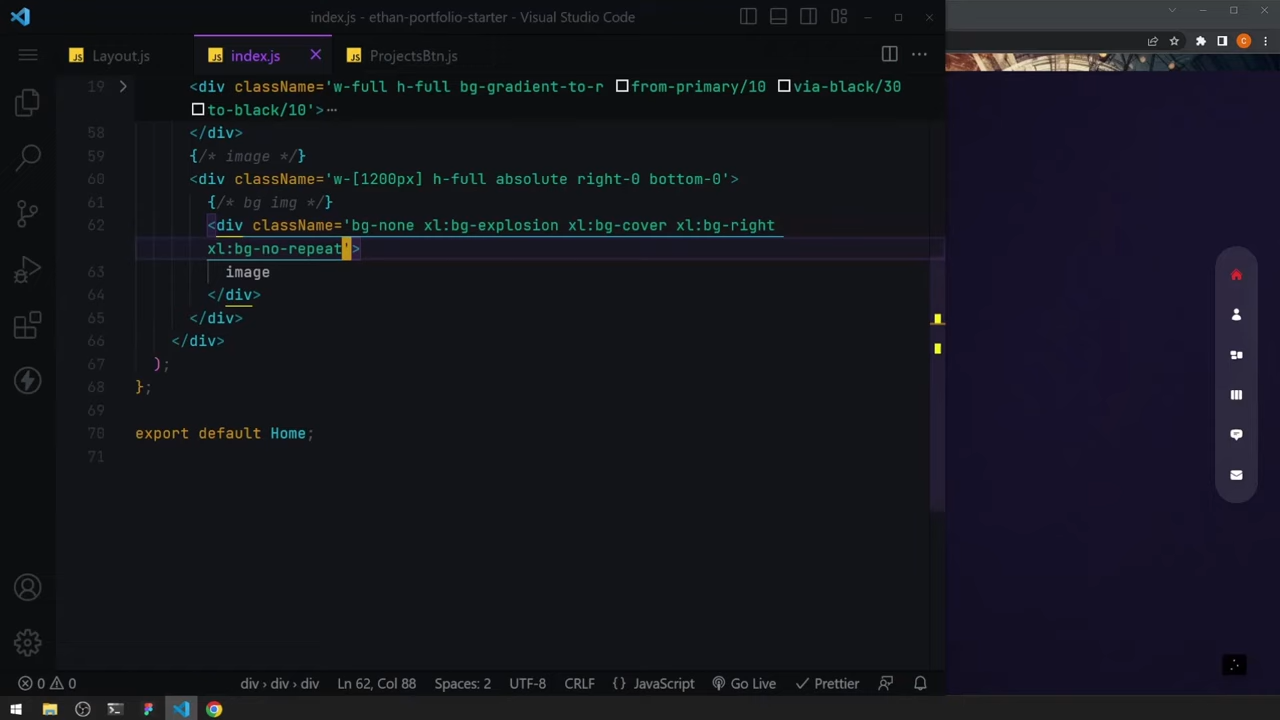 index.js - ethan-portfolio-starter - Visual Studio Code
JS Layout.js
JS index.js
JS ProjectsBtn.js
19 <div className='w-full h-full bg-gradient-to-r from-primary/10 via-black/30
to-black/10'>⋯
58 </div>
59 {/* image */}
60 <div className='w-[1200px] h-full absolute right-0 bottom-0'>
61 {/* bg img */}
62 <div className='bg-none xl:bg-explosion xl:bg-cover xl:bg-right
xl:bg-no-repeat'>
63 image
64 </div>
65 </div>
66 </div>
67 );
68 };
69
70 export default Home;
71
0 0 div › div › div Ln 62, Col 88 Spaces: 2 UTF-8 CRLF {} JavaScript Go Live Prettier
C